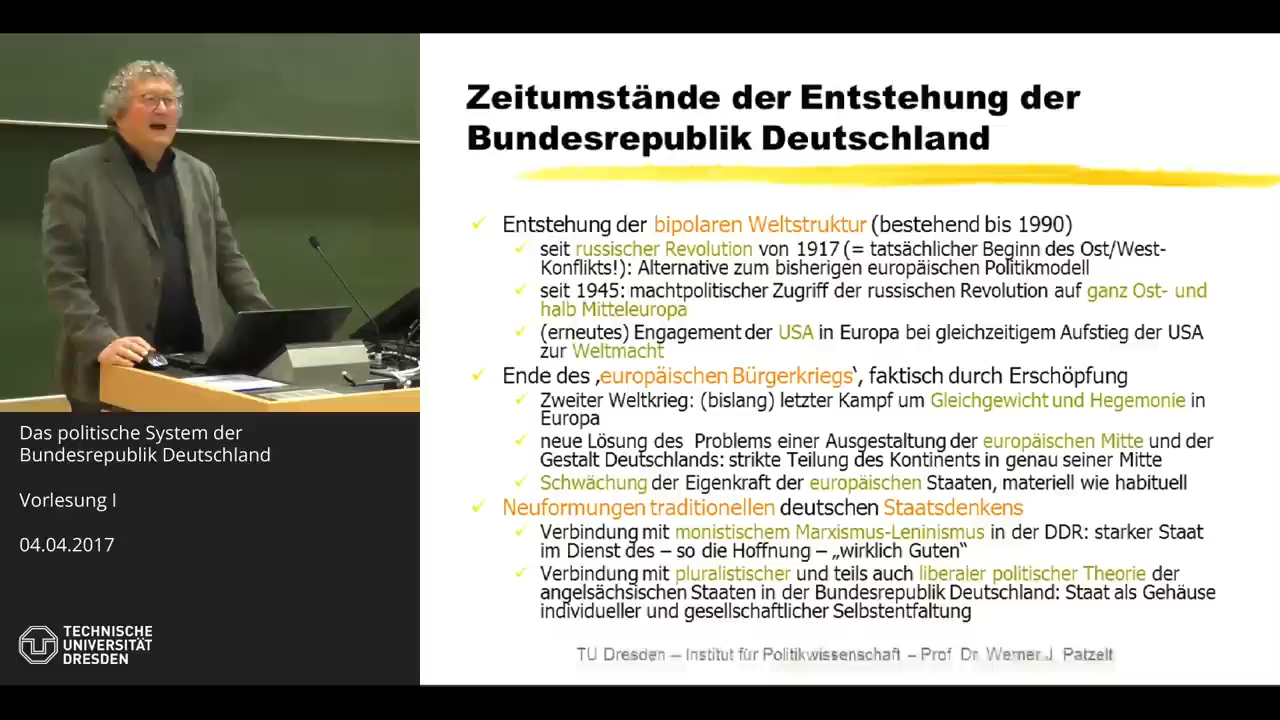 Zeitumstände der Entstehung der
Bundesrepublik Deutschland
Entstehung der bipolaren Weltstruktur (bestehend bis 1990)
seit russischer Revolution von 1917 (= tatsächlicher Beginn des Ost/West-
Konflikts!): Alternative zum bisherigen europäischen Politikmodell
seit 1945: machtpolitischer Zugriff der russischen Revolution auf ganz Ost- und
halb Mitteleuropa
(erneutes) Engagement der USA in Europa bei gleichzeitigem Aufstieg der USA
zur Weltmacht
Ende des ‚europäischen Bürgerkriegs‘, faktisch durch Erschöpfung
Zweiter Weltkrieg: (bislang) letzter Kampf um Gleichgewicht und Hegemonie in
Europa
neue Lösung des Problems einer Ausgestaltung der europäischen Mitte und der
Gestalt Deutschlands: strikte Teilung des Kontinents in genau seiner Mitte
Schwächung der Eigenkraft der europäischen Staaten, materiell wie habituell
Neuformungen traditionellen deutschen Staatsdenkens
Verbindung mit monistischem Marxismus-Leninismus in der DDR: starker Staat
im Dienst des – so die Hoffnung – „wirklich Guten“
Verbindung mit pluralistischer und teils auch liberaler politischer Theorie der
angelsächsischen Staaten in der Bundesrepublik Deutschland: Staat als Gehäuse
individueller und gesellschaftlicher Selbstentfaltung
TU Dresden – Institut für Politikwissenschaft – Prof. Dr. Werner J. Patzelt
Das politische System der
Bundesrepublik Deutschland
Vorlesung I
04.04.2017
TECHNISCHE
UNIVERSITÄT
DRESDEN